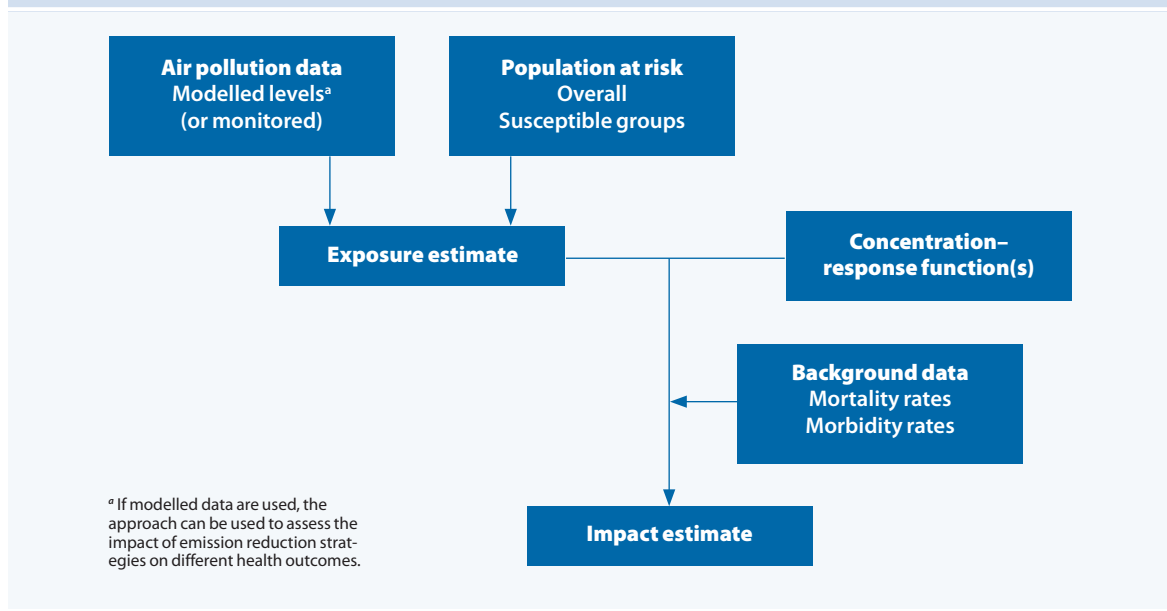 Air pollution data
Modelled levelsᵃ
(or monitored)
Population at risk
Overall
Susceptible groups
Exposure estimate
Concentration–
response function(s)
Background data
Mortality rates
Morbidity rates
ᵃ If modelled data are used, the
approach can be used to assess the
impact of emission reduction strat-
egies on different health outcomes.
Impact estimate